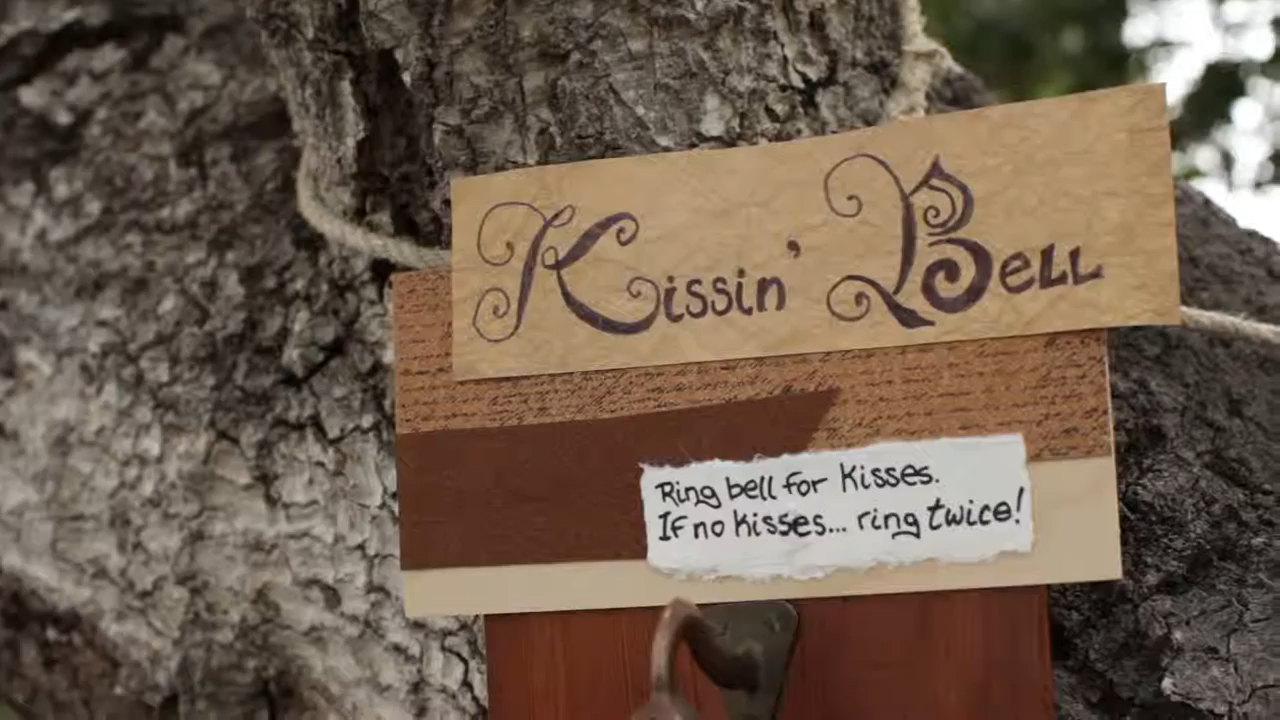 Kissin' Bell
Ring bell for kisses.
If no kisses... ring twice!